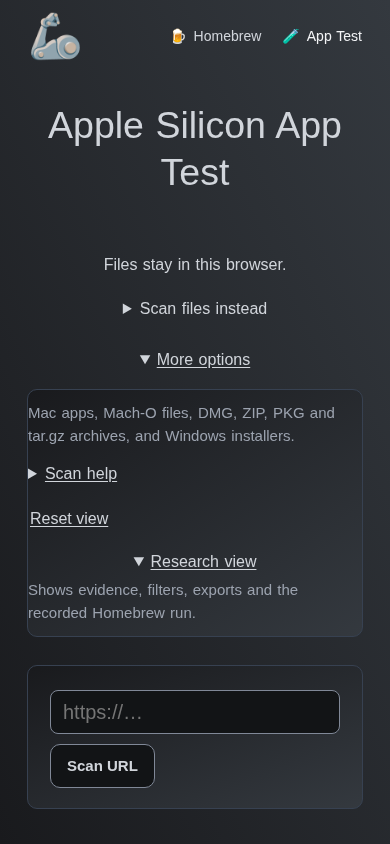 Homebrew
App Test
Apple Silicon App
Test
Files stay in this browser.
Scan files instead
More options
Mac apps, Mach-O files, DMG, ZIP, PKG and
tar.gz archives, and Windows installers.
Scan help
Reset view
Research view
Shows evidence, filters, exports and the
recorded Homebrew run.
https://…
Scan URL